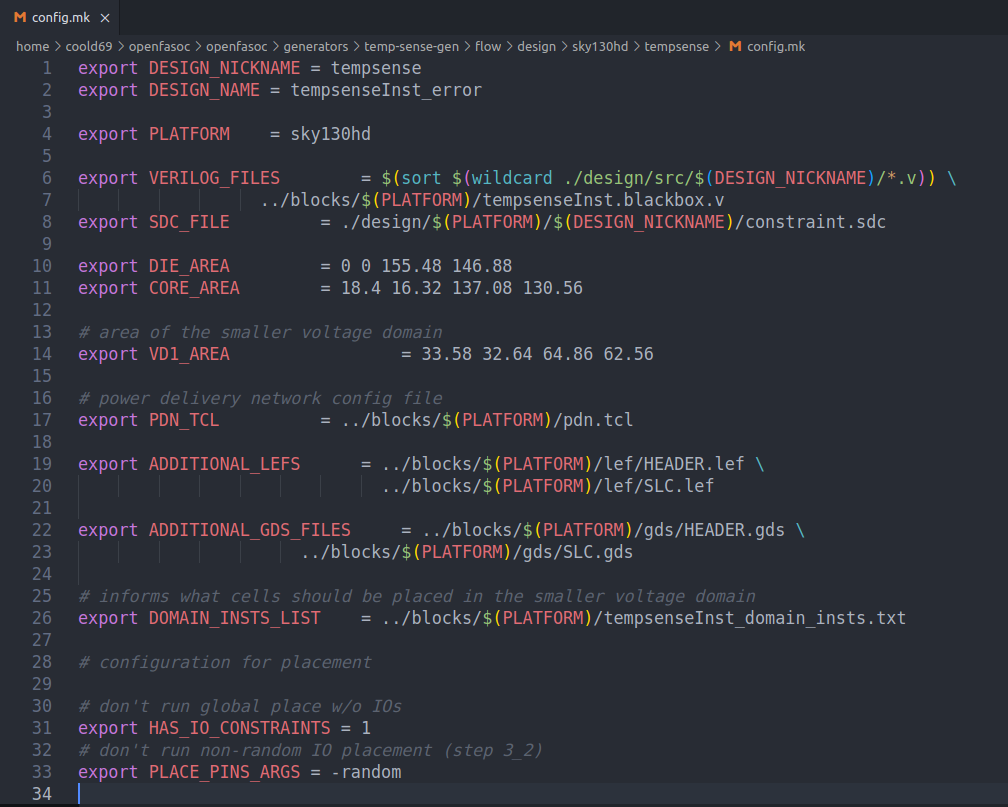 M config.mk ×
home > coold69 > openfasoc > openfasoc > generators > temp-sense-gen > flow > design > sky130hd > tempsense > M config.mk
1 export DESIGN_NICKNAME = tempsense
2 export DESIGN_NAME = tempsenseInst_error
3
4 export PLATFORM    = sky130hd
5
6 export VERILOG_FILES        = $(sort $(wildcard ./design/src/$(DESIGN_NICKNAME)/*.v)) \
7                   ../blocks/$(PLATFORM)/tempsenseInst.blackbox.v
8 export SDC_FILE         = ./design/$(PLATFORM)/$(DESIGN_NICKNAME)/constraint.sdc
9
10 export DIE_AREA         = 0 0 155.48 146.88
11 export CORE_AREA        = 18.4 16.32 137.08 130.56
12
13 # area of the smaller voltage domain
14 export VD1_AREA                 = 33.58 32.64 64.86 62.56
15
16 # power delivery network config file
17 export PDN_TCL          = ../blocks/$(PLATFORM)/pdn.tcl
18
19 export ADDITIONAL_LEFS      = ../blocks/$(PLATFORM)/lef/HEADER.lef \
20                               ../blocks/$(PLATFORM)/lef/SLC.lef
21
22 export ADDITIONAL_GDS_FILES     = ../blocks/$(PLATFORM)/gds/HEADER.gds \
23                       ../blocks/$(PLATFORM)/gds/SLC.gds
24
25 # informs what cells should be placed in the smaller voltage domain
26 export DOMAIN_INSTS_LIST    = ../blocks/$(PLATFORM)/tempsenseInst_domain_insts.txt
27
28 # configuration for placement
29
30 # don't run global place w/o IOs
31 export HAS_IO_CONSTRAINTS = 1
32 # don't run non-random IO placement (step 3_2)
33 export PLACE_PINS_ARGS = -random
34